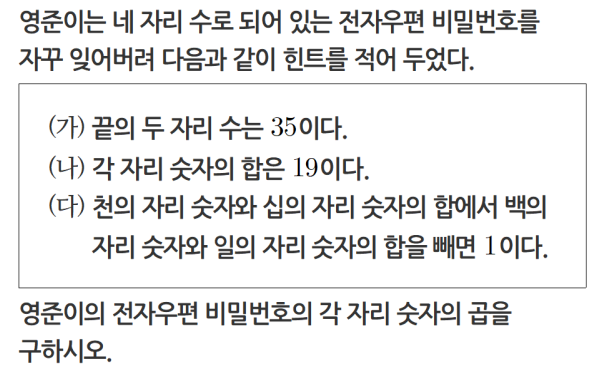 영준이는 네 자리 수로 되어 있는 전자우편 비밀번호를
자꾸 잊어버려 다음과 같이 힌트를 적어 두었다.
(가) 끝의 두 자리 수는 35이다.
(나) 각 자리 숫자의 합은 19이다.
(다) 천의 자리 숫자와 십의 자리 숫자의 합에서 백의
자리 숫자와 일의 자리 숫자의 합을 빼면 1이다.
영준이의 전자우편 비밀번호의 각 자리 숫자의 곱을
구하시오.